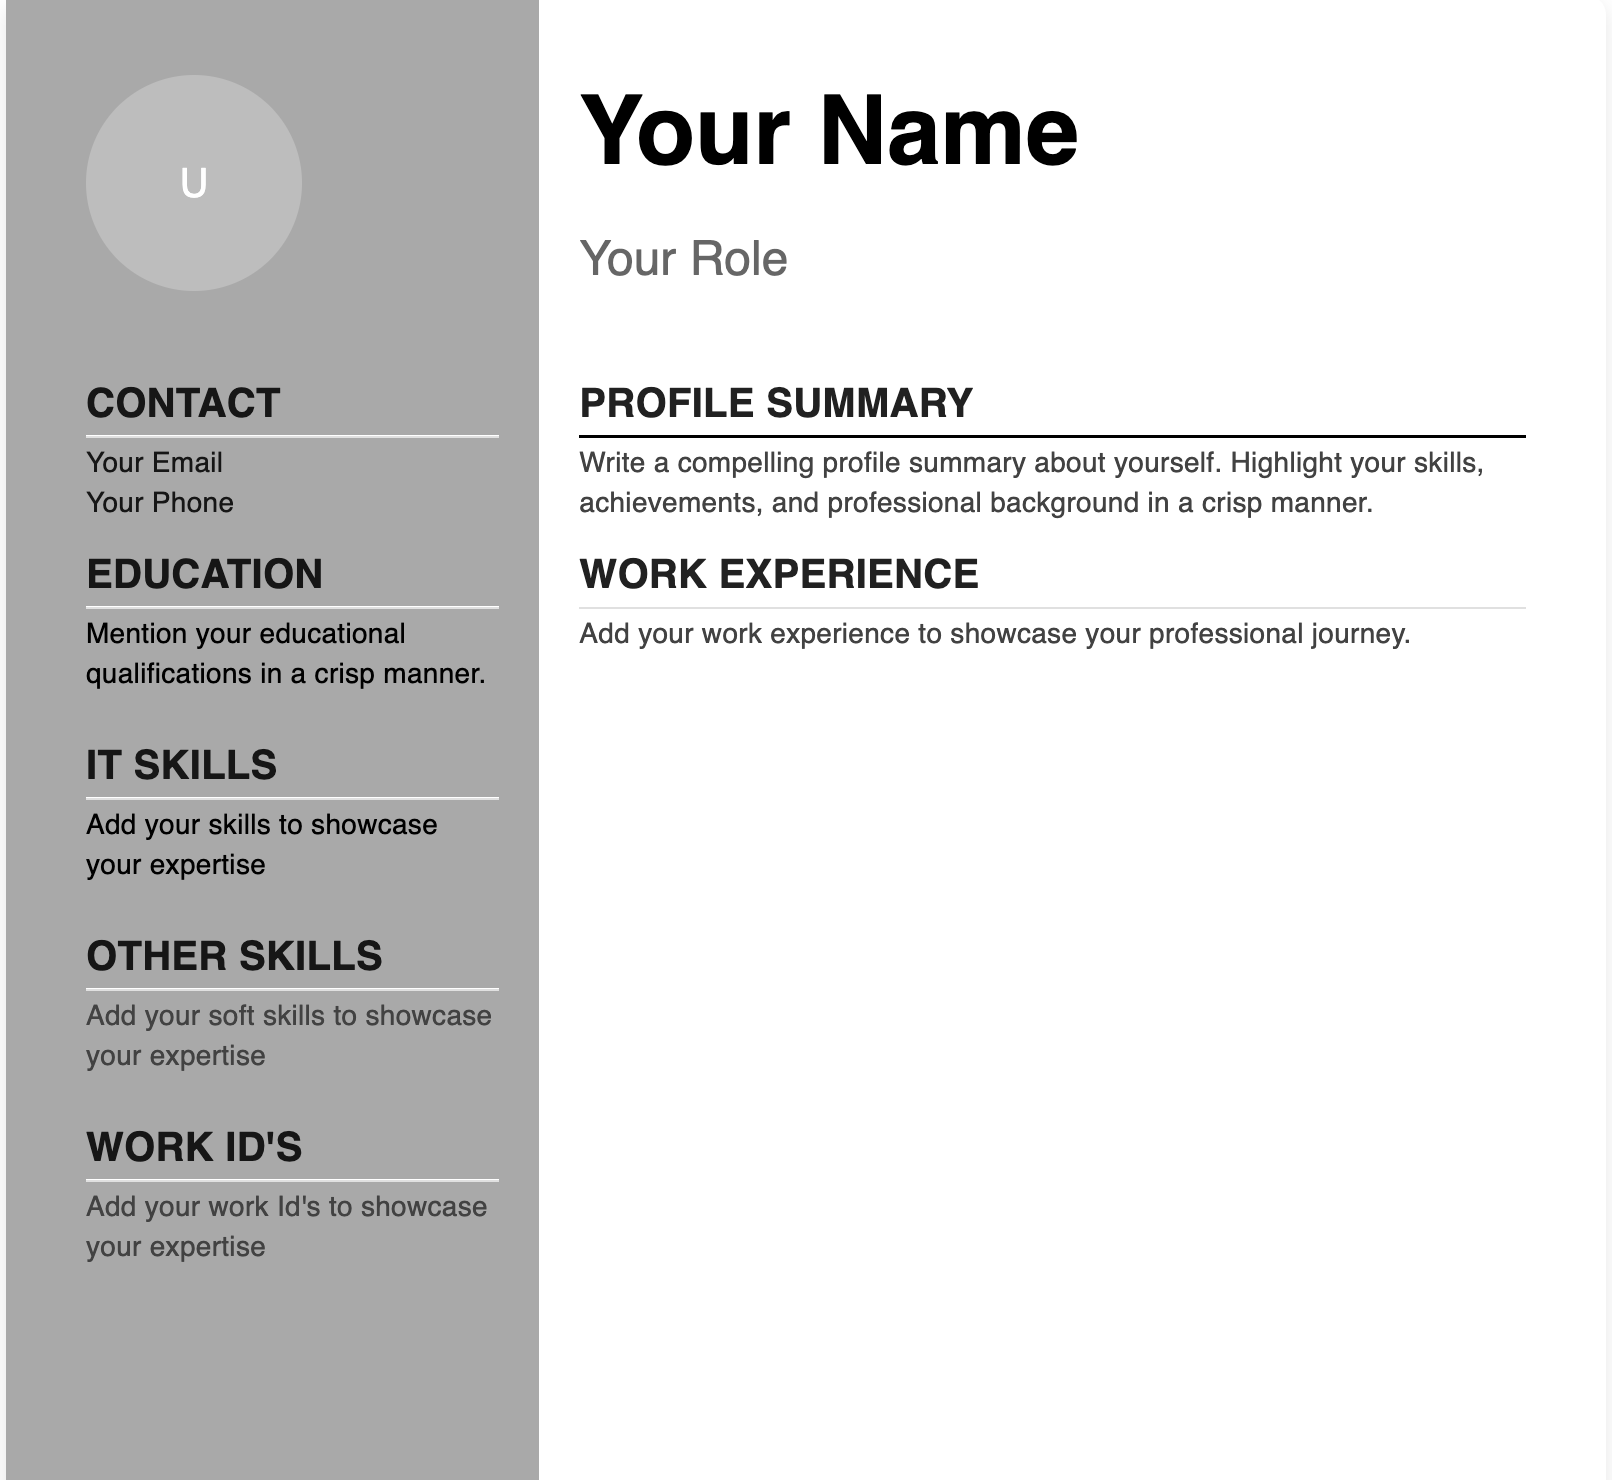 U
CONTACT
Your Email
Your Phone
EDUCATION
Mention your educational
qualifications in a crisp manner.
IT SKILLS
Add your skills to showcase
your expertise
OTHER SKILLS
Add your soft skills to showcase
your expertise
WORK ID'S
Add your work Id's to showcase
your expertise
Your Name
Your Role
PROFILE SUMMARY
Write a compelling profile summary about yourself. Highlight your skills,
achievements, and professional background in a crisp manner.
WORK EXPERIENCE
Add your work experience to showcase your professional journey.